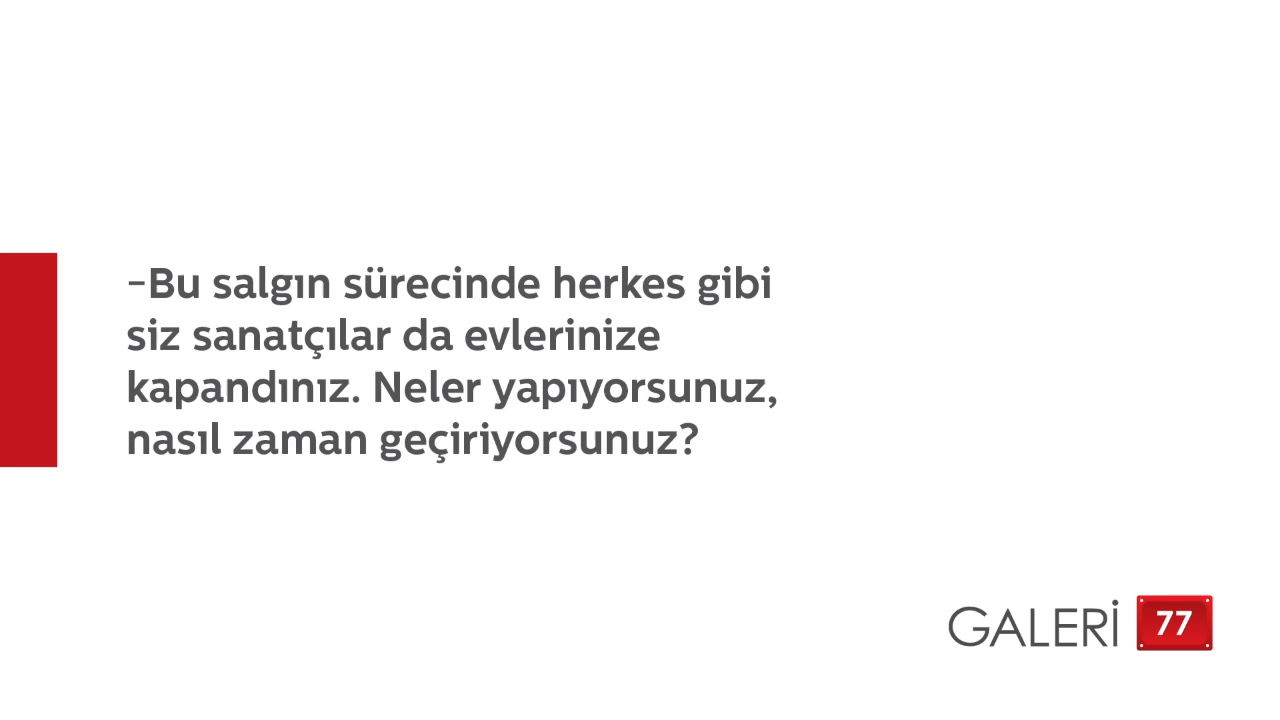 -Bu salgın sürecinde herkes gibi
siz sanatçılar da evlerinize
kapandınız. Neler yapıyorsunuz,
nasıl zaman geçiriyorsunuz?
GALERİ 77